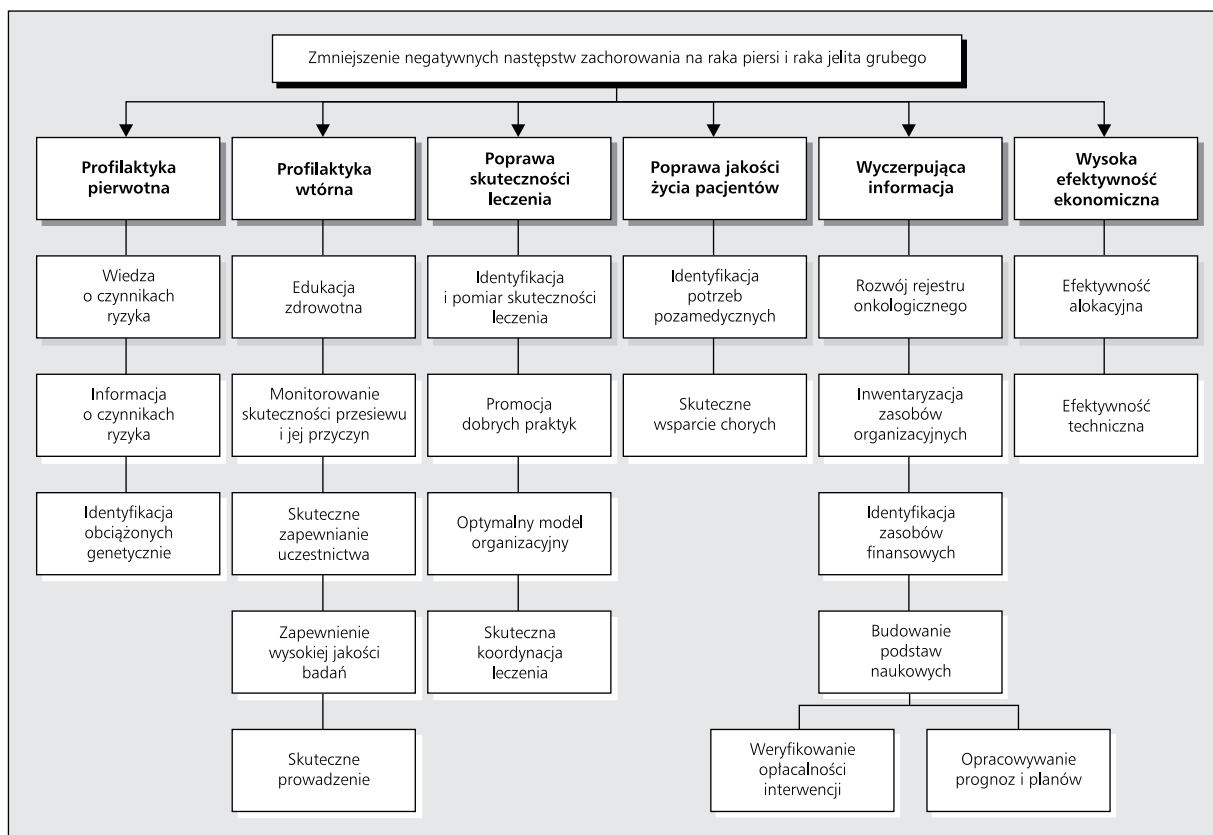 Zmniejszenie negatywnych następstw zachorowania na raka piersi i raka jelita grubego
Profilaktyka
pierwotna
Profilaktyka
wtórna
Poprawa
skuteczności
leczenia
Poprawa jakości
życia pacjentów
Wyczerpująca
informacja
Wysoka
efektywność
ekonomiczna
Wiedza
o czynnikach
ryzyka
Edukacja
zdrowotna
Identyfikacja
i pomiar skuteczności
leczenia
Identyfikacja
potrzeb
pozamedycznych
Rozwój rejestru
onkologicznego
Efektywność
alokacyjna
Informacja
o czynnikach
ryzyka
Monitorowanie
skuteczności przesiewu
i jej przyczyn
Promocja
dobrych praktyk
Skuteczne
wsparcie chorych
Inwentaryzacja
zasobów
organizacyjnych
Efektywność
techniczna
Identyfikacja
obciążonych
genetycznie
Skuteczne
zapewnianie
uczestnictwa
Optymalny model
organizacyjny
Identyfikacja
zasobów
finansowych
Zapewnienie
wysokiej jakości
badań
Skuteczna
koordynacja
leczenia
Budowanie
podstaw
naukowych
Skuteczne
prowadzenie
Weryfikowanie
opłacalności
interwencji
Opracowywanie
prognoz i planów